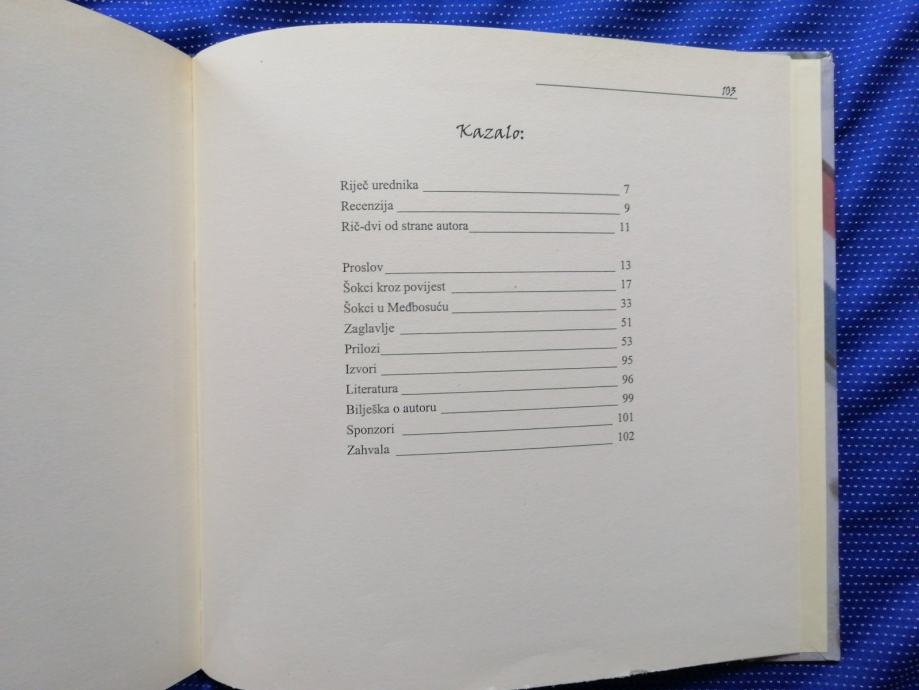 103
Kazalo:
Riječ urednika 7
Recenzija 9
Rič-dvi od strane autora 11
Proslov 13
Šokci kroz povijest 17
Šokci u Međbosuću 33
Zaglavlje 51
Prilozi 53
Izvori 95
Literatura 96
Bilješka o autoru 99
Sponzori 101
Zahvala 102